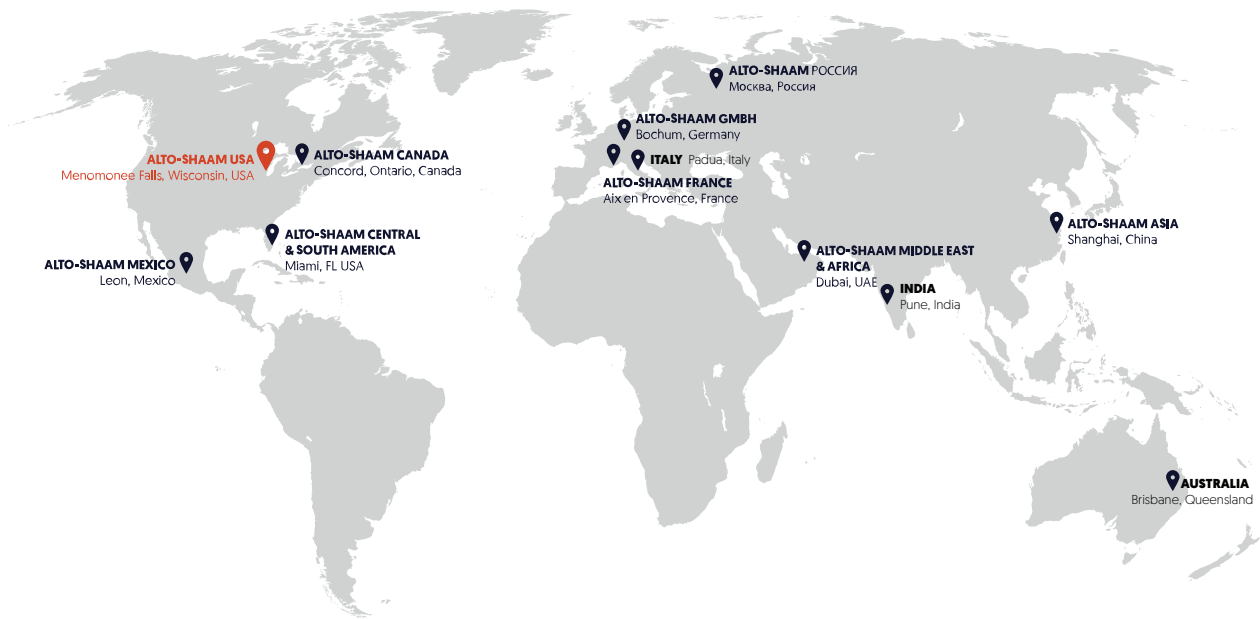 ALTO-SHAAM РОССИЯ
Москва, Россия
ALTO-SHAAM GMBH
Bochum, Germany
ALTO-SHAAM USA
Menomonee Falls, Wisconsin, USA
ALTO-SHAAM CANADA
Concord, Ontario, Canada
ITALY Padua, Italy
ALTO-SHAAM FRANCE
Aix en Provence, France
ALTO-SHAAM ASIA
Shanghai, China
ALTO-SHAAM CENTRAL
& SOUTH AMERICA
Miami, FL USA
ALTO-SHAAM MEXICO
Leon, Mexico
ALTO-SHAAM MIDDLE EAST
& AFRICA
Dubai, UAE
INDIA
Pune, India
AUSTRALIA
Brisbane, Queensland